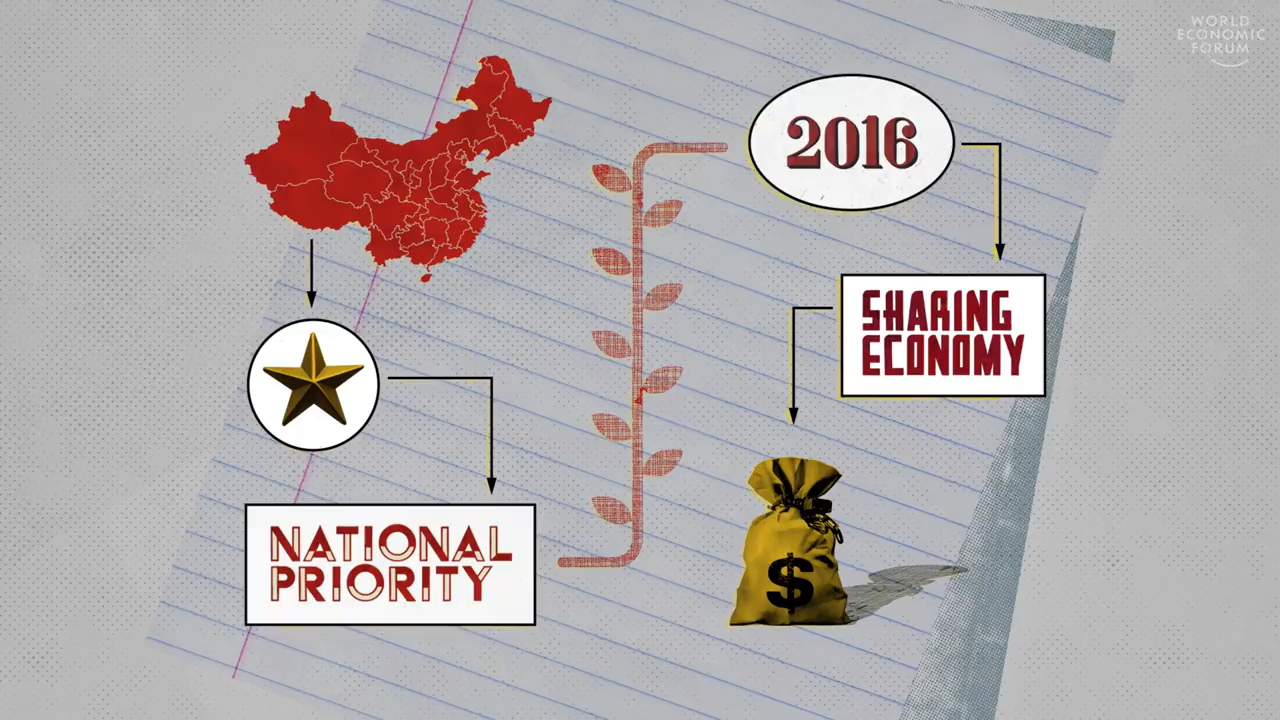 WORLD
ECONOMIC
FORUM
2016
SHARING
ECONOMY
$
NATIONAL
PRIORITY